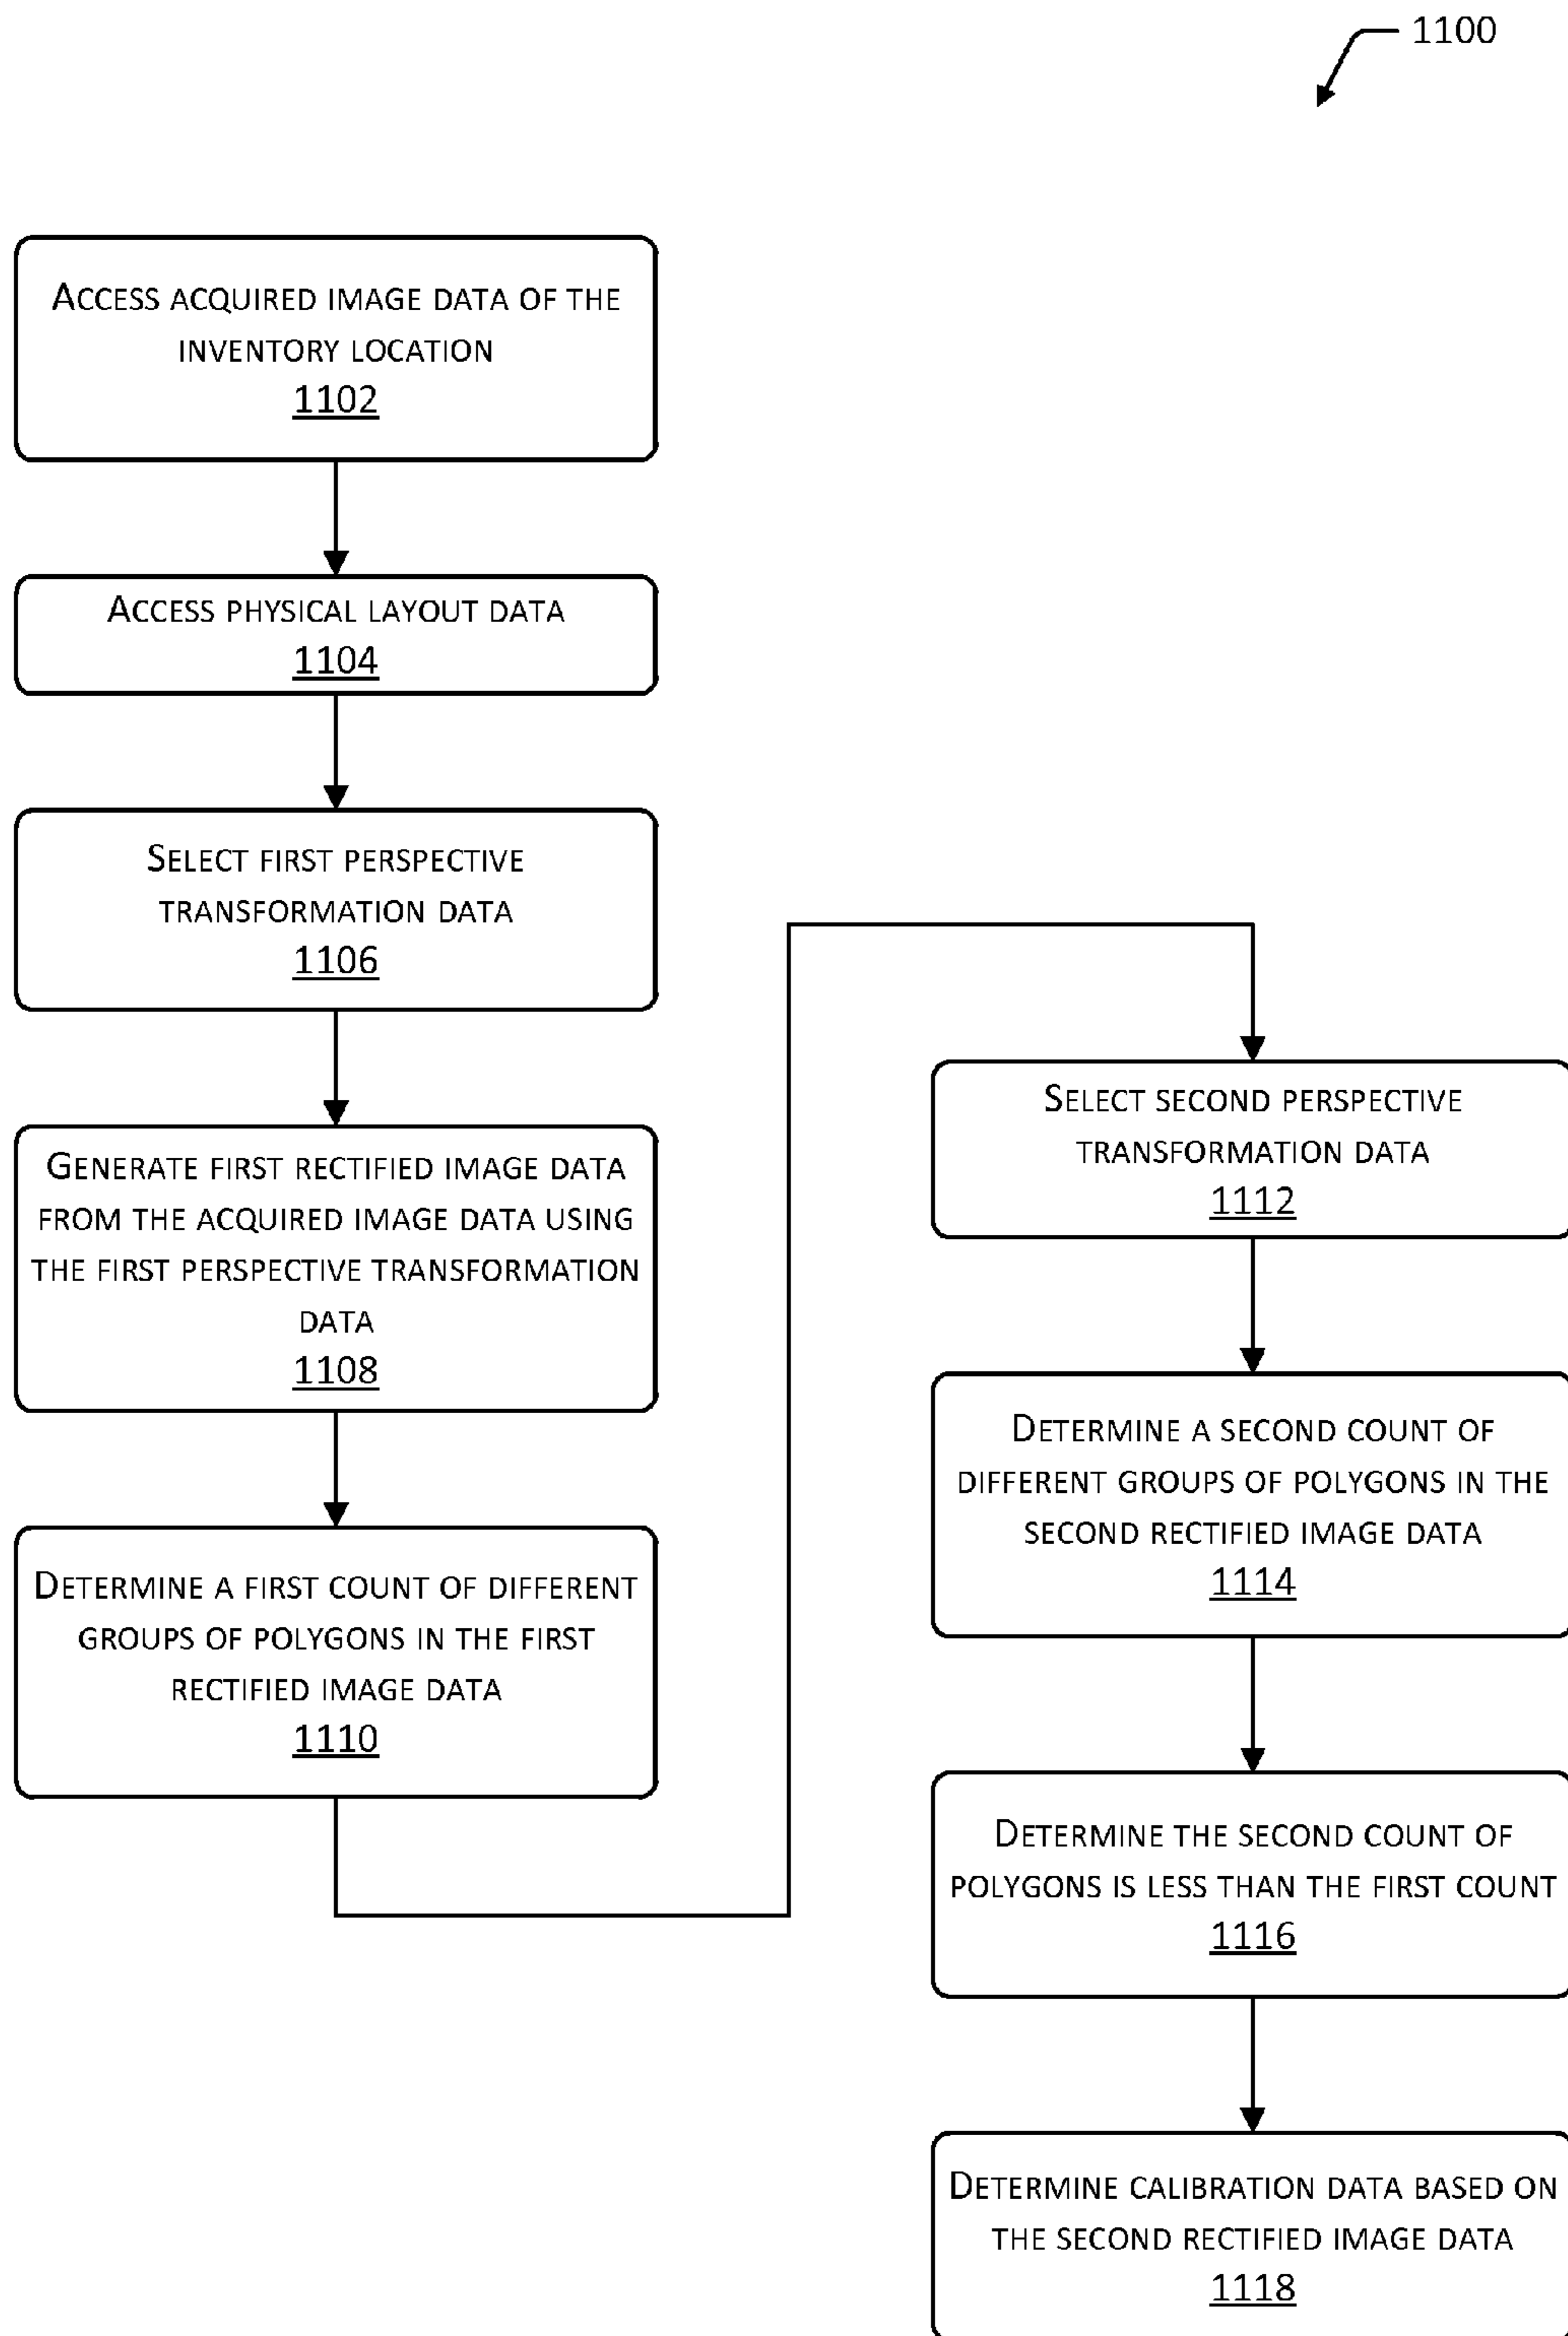 1100
ACCESS ACQUIRED IMAGE DATA OF THE
INVENTORY LOCATION
1102
ACCESS PHYSICAL LAYOUT DATA
1104
SELECT FIRST PERSPECTIVE
TRANSFORMATION DATA
1106
GENERATE FIRST RECTIFIED IMAGE DATA
FROM THE ACQUIRED IMAGE DATA USING
THE FIRST PERSPECTIVE TRANSFORMATION
DATA
1108
DETERMINE A FIRST COUNT OF DIFFERENT
GROUPS OF POLYGONS IN THE FIRST
RECTIFIED IMAGE DATA
1110
SELECT SECOND PERSPECTIVE
TRANSFORMATION DATA
1112
DETERMINE A SECOND COUNT OF
DIFFERENT GROUPS OF POLYGONS IN THE
SECOND RECTIFIED IMAGE DATA
1114
DETERMINE THE SECOND COUNT OF
POLYGONS IS LESS THAN THE FIRST COUNT
1116
DETERMINE CALIBRATION DATA BASED ON
THE SECOND RECTIFIED IMAGE DATA
1118